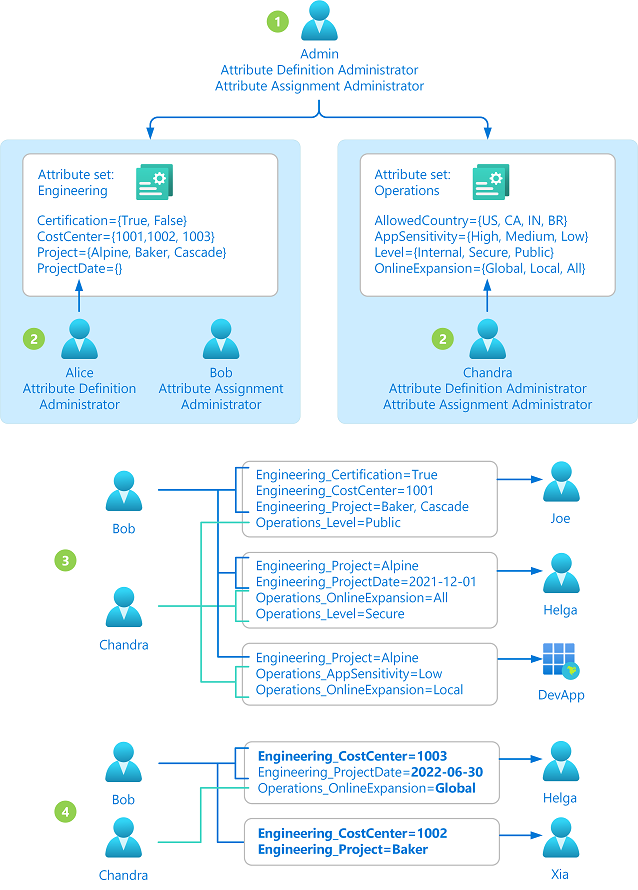 1
Admin
Attribute Definition Administrator
Attribute Assignment Administrator
Attribute set:
Engineering
Certification={True, False}
CostCenter={1001,1002, 1003}
Project={Alpine, Baker, Cascade}
ProjectDate={}
2
Alice
Attribute Definition
Administrator
Bob
Attribute Assignment
Administrator
Attribute set:
Operations
AllowedCountry={US, CA, IN, BR}
AppSensitivity={High, Medium, Low}
Level={Internal, Secure, Public}
OnlineExpansion={Global, Local, All}
2
Chandra
Attribute Definition Administrator
Attribute Assignment Administrator
3
Bob
Chandra
Engineering_Certification=True
Engineering_CostCenter=1001
Engineering_Project=Baker, Cascade
Operations_Level=Public
Joe
Engineering_Project=Alpine
Engineering_ProjectDate=2021-12-01
Operations_OnlineExpansion=All
Operations_Level=Secure
Helga
Engineering_Project=Alpine
Operations_AppSensitivity=Low
Operations_OnlineExpansion=Local
DevApp
4
Bob
Chandra
Engineering_CostCenter=1003
Engineering_ProjectDate=2022-06-30
Operations_OnlineExpansion=Global
Helga
Engineering_CostCenter=1002
Engineering_Project=Baker
Xia